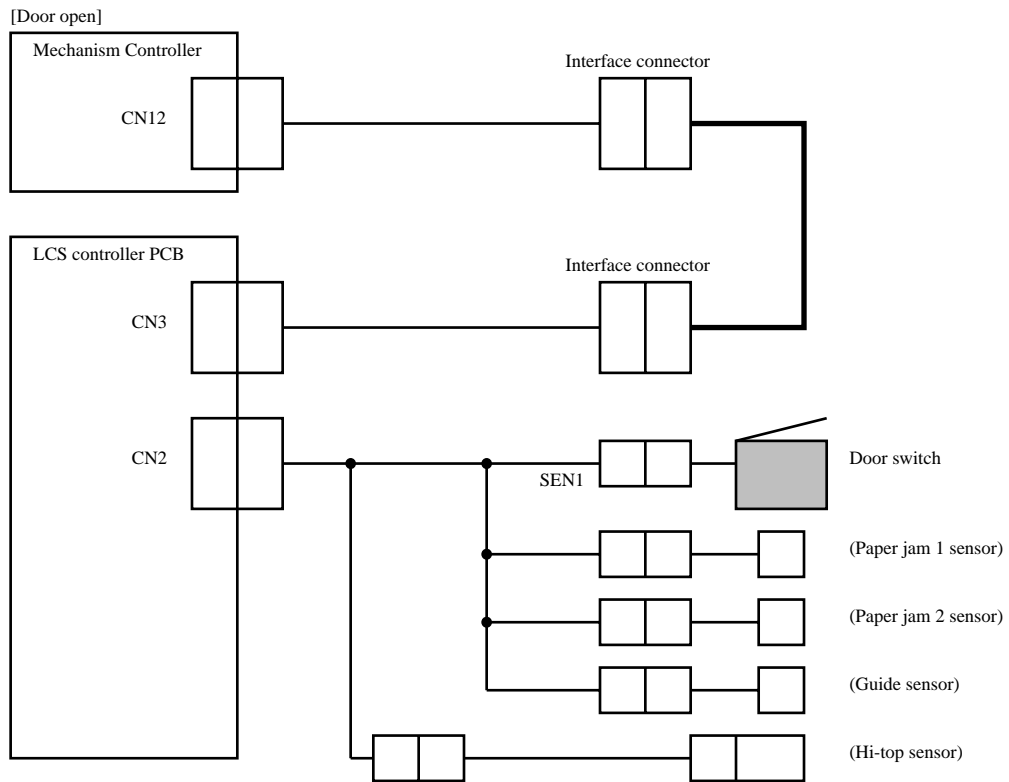 [Door open]
Mechanism Controller
Interface connector
CN12
LCS controller PCB
Interface connector
CN3
CN2
Door switch
SEN1
(Paper jam 1 sensor)
(Paper jam 2 sensor)
(Guide sensor)
(Hi-top sensor)